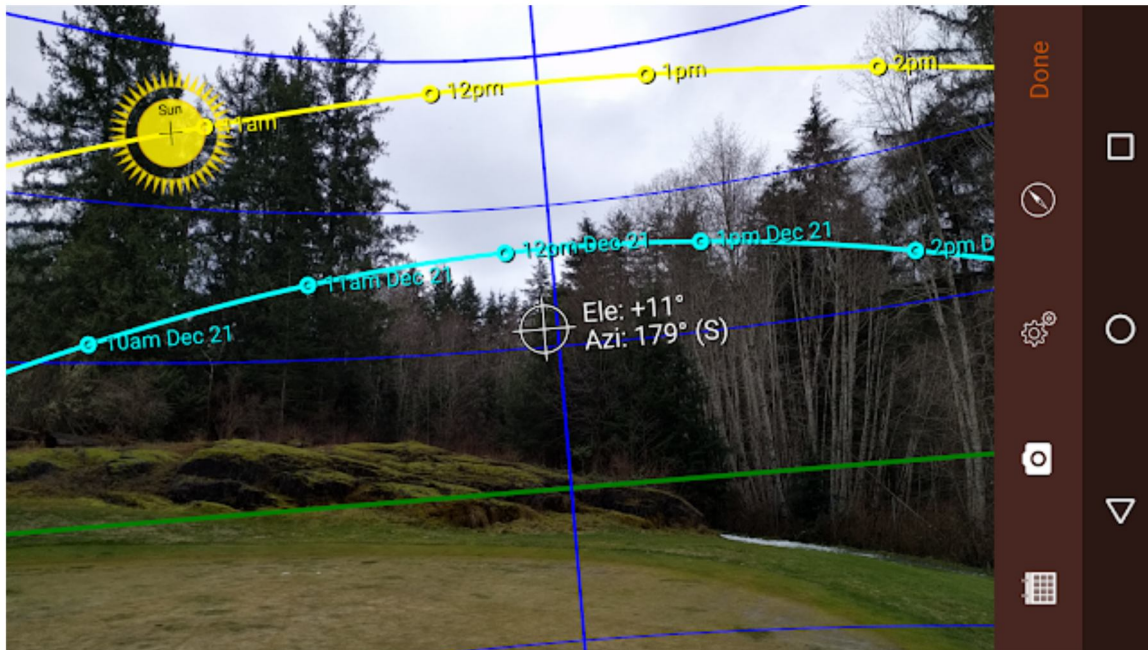 Done
2pm
1pm
12pm
Sun
11am
12pm Dec 21
1pm Dec 21
2pm D
11am Dec 21
10am Dec 21
Ele: +11°
Azi: 179° (S)